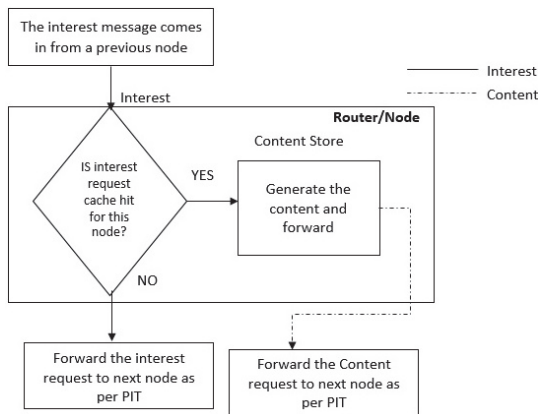 The interest message comes
in from a previous node
Interest
Content
Interest
Router/Node
Content Store
IS interest
request
cache hit
for this
node?
YES
Generate the
content and
forward
NO
Forward the interest
request to next node as
per PIT
Forward the Content
request to next node as
per PIT